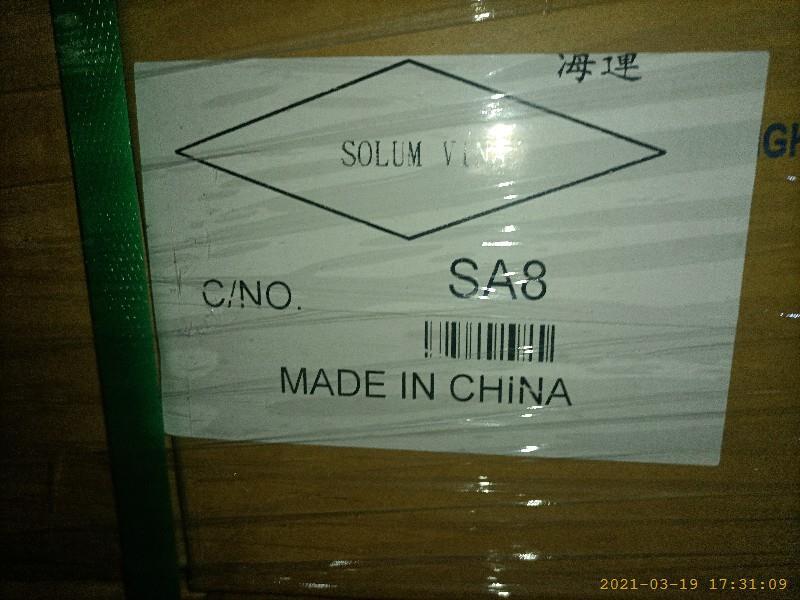 海運
SOLUM
C/NO. SA8
MADE IN CHiNA
2021-03-19 17:31:09